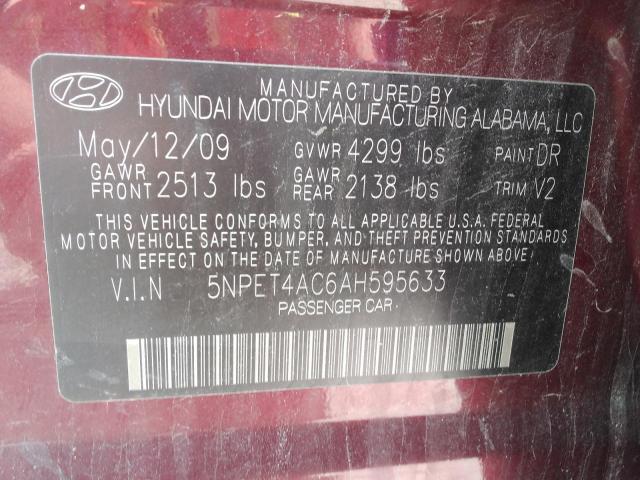 MANUFACTURED BY
HYUNDAI MOTOR MANUFACTURING ALABAMA, LLC
May/12/09 GVWR 4299 lbs PAINT DR
GAWR FRONT 2513 lbs GAWR REAR 2138 lbs TRIM V2
THIS VEHICLE CONFORMS TO ALL APPLICABLE U.S.A. FEDERAL
MOTOR VEHICLE SAFETY, BUMPER, AND THEFT PREVENTION STANDARDS
IN EFFECT ON THE DATE OF MANUFACTURE SHOWN ABOVE.
V.I.N 5NPET4AC6AH595633
PASSENGER CAR